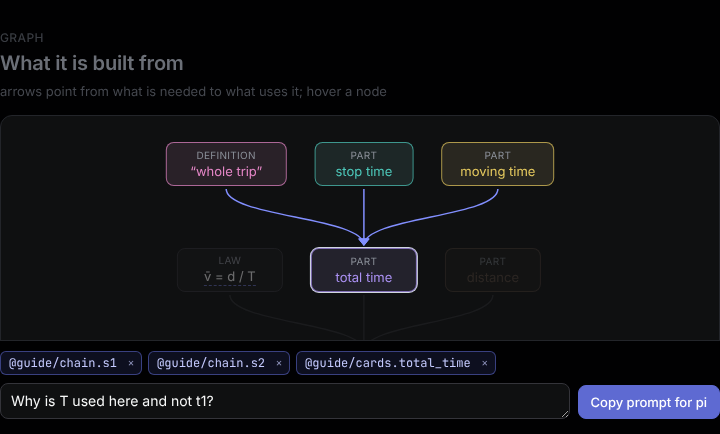 GRAPH
What it is built from
arrows point from what is needed to what uses it; hover a node
DEFINITION
“whole trip”
PART
stop time
PART
moving time
LAW
v̄ = d / T
PART
total time
PART
distance
@guide/chain.s1 ×
@guide/chain.s2 ×
@guide/cards.total_time ×
Why is T used here and not t1?
Copy prompt for pi